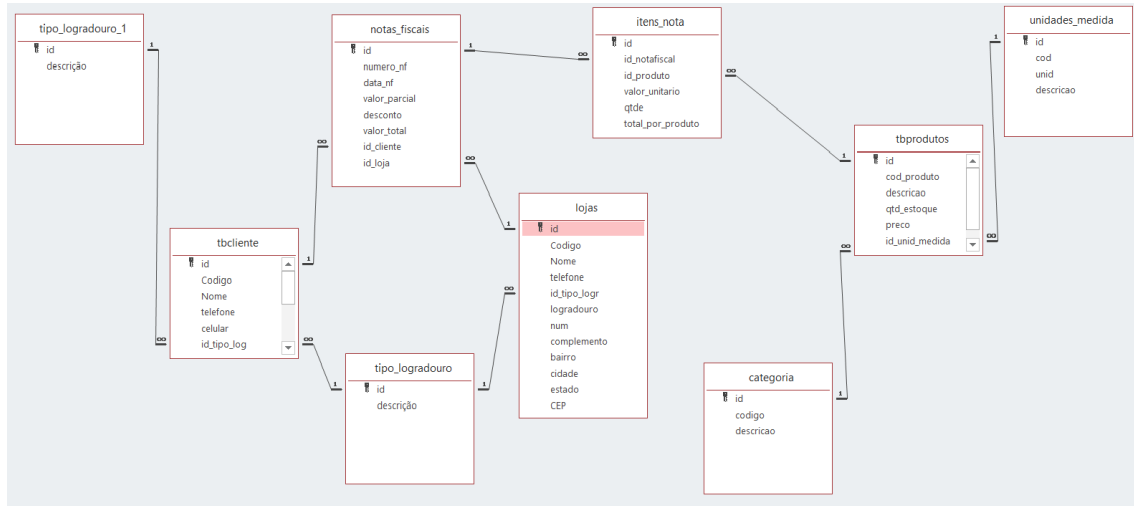 tipo_logradouro_1
id
descrição
notas_fiscais
id
numero_nf
data_nf
valor_parcial
desconto
valor_total
id_cliente
id_loja
itens_nota
id
id_notafiscal
id_produto
valor_unitario
qtde
total_por_produto
unidades_medida
id
cod
unid
descricao
tbprodutos
id
cod_produto
descricao
qtd_estoque
preco
id_unid_medida
lojas
id
Codigo
Nome
telefone
id_tipo_logr
logradouro
num
complemento
bairro
cidade
estado
CEP
tbcliente
id
Codigo
Nome
telefone
celular
id_tipo_log
tipo_logradouro
id
descrição
categoria
id
codigo
descricao
1
∞
1
∞
∞
1
∞
1
1
∞
∞
1
∞
1
1
∞
∞
1